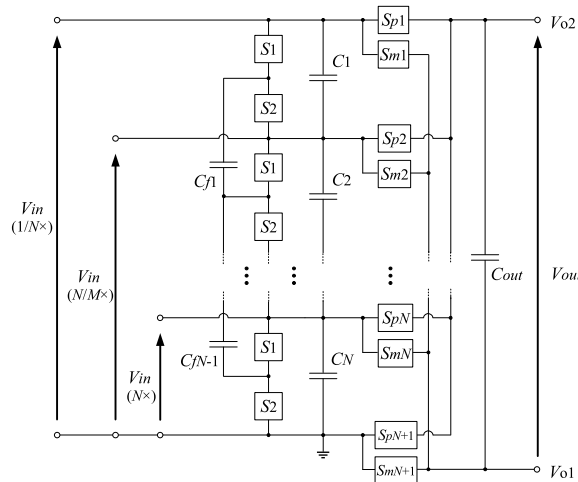 Sp1
Vo2
S1
Sm1
C1
Vin
(1/N×)
S2
Sp2
S1
Sm2
Cf1
C2
Vin
(N/M×)
S2
Cout
Vou
SpN
S1
SmN
CfN-1
Vin
(N×)
CN
S2
SpN+1
SmN+1
Vo1